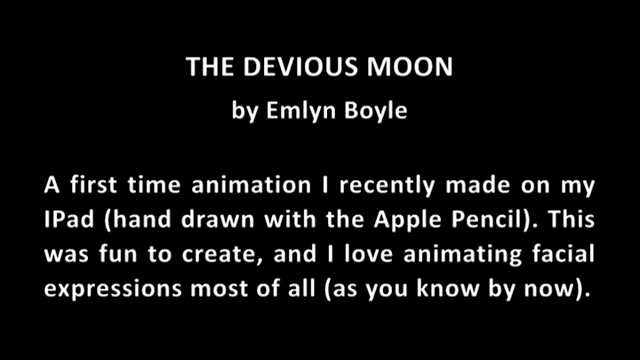 THE DEVIOUS MOON
by Emlyn Boyle
A first time animation I recently made on my
IPad (hand drawn with the Apple Pencil). This
was fun to create, and I love animating facial
expressions most of all (as you know by now).